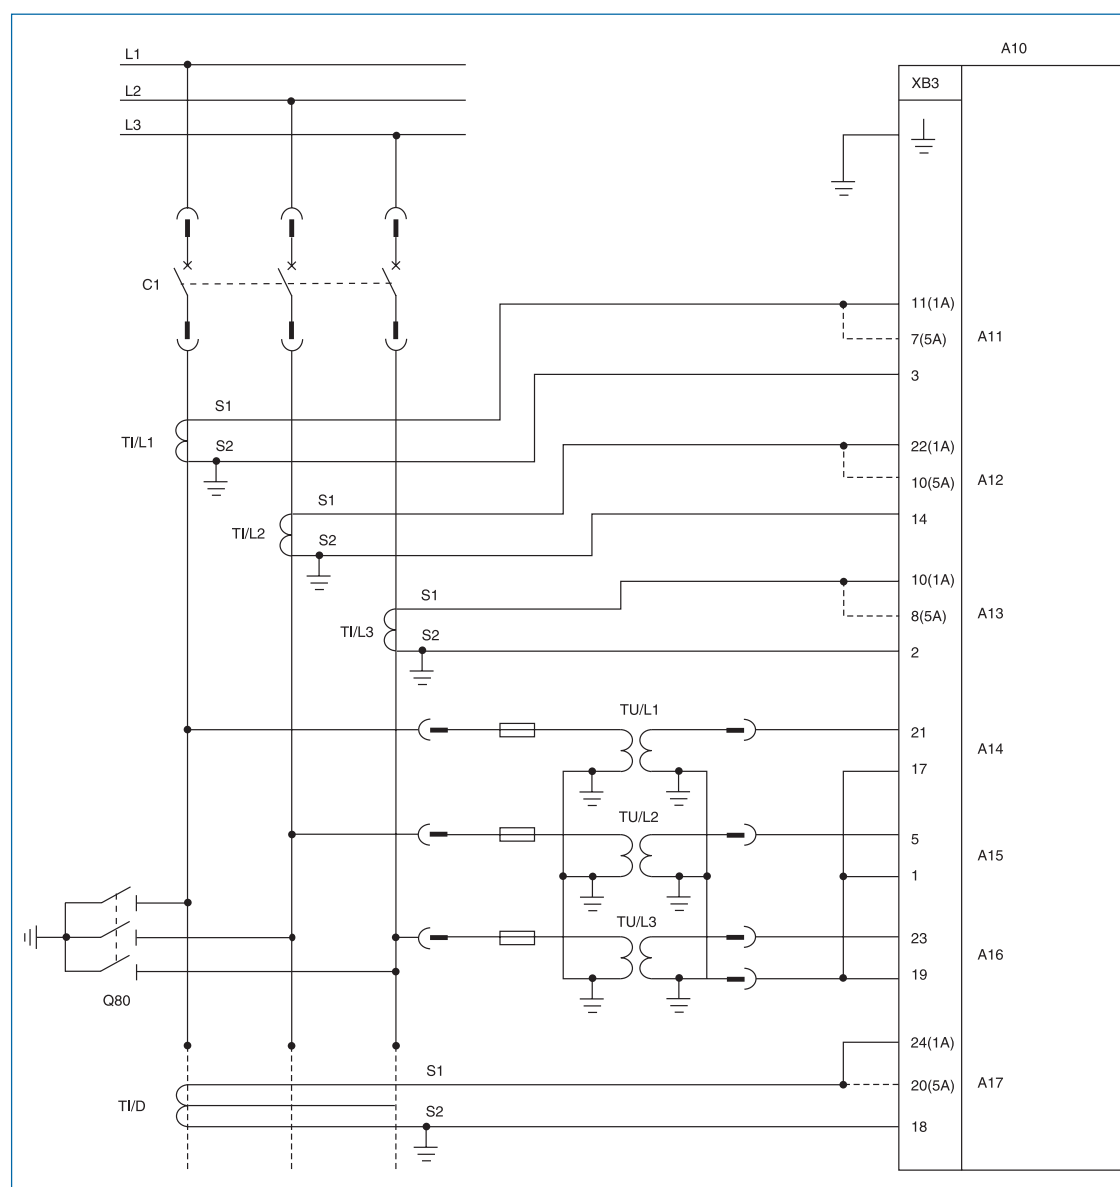 A10
L1
XB3
L2
L3
C1
11(1A)
7(5A)
A11
3
S1
TI/L1
S2
22(1A)
10(5A)
A12
S1
14
TI/L2
S2
10(1A)
S1
8(5A)
A13
TI/L3
S2
2
TU/L1
21
A14
17
TU/L2
5
A15
1
TU/L3
23
A16
19
Q80
24(1A)
S1
20(5A)
A17
TI/D
S2
18